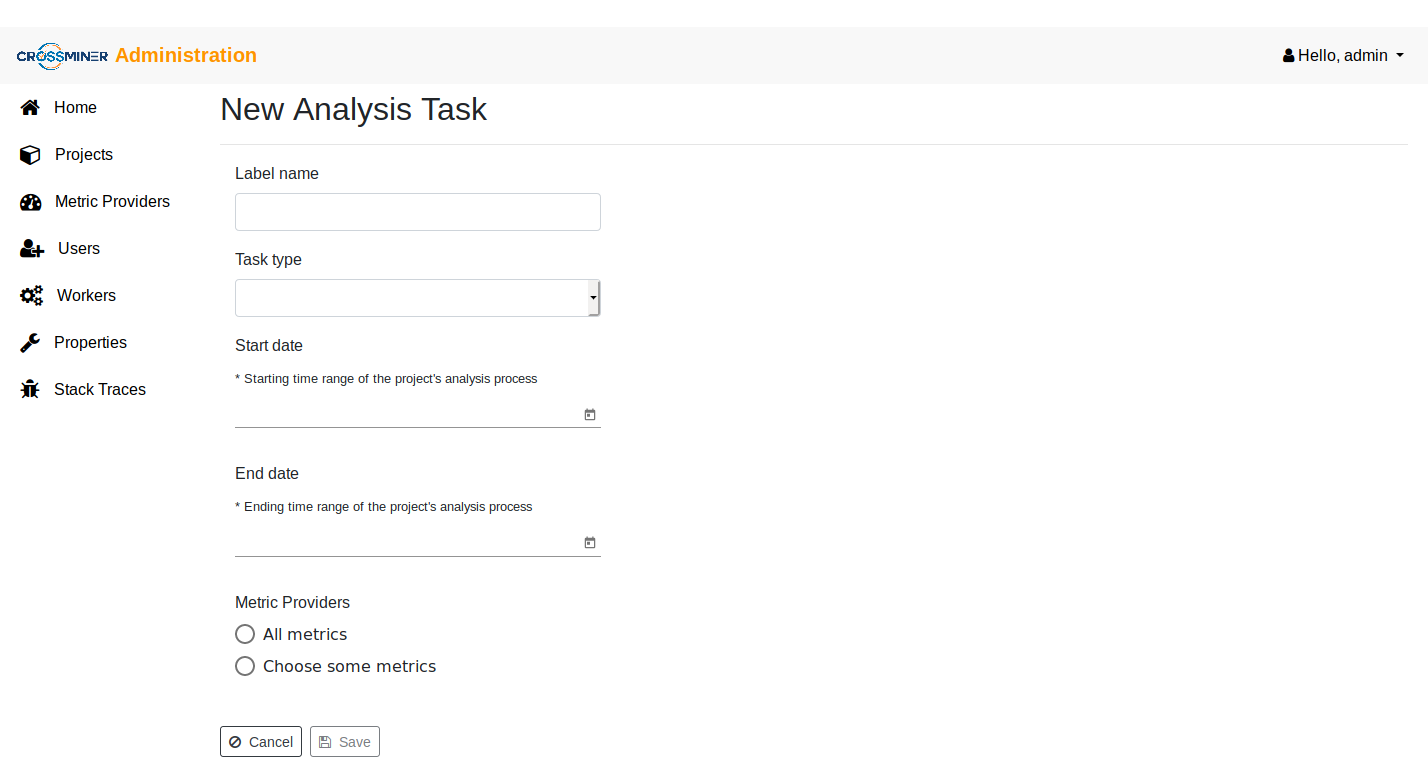 CROSSMINER Administration
Hello, admin
Home
Projects
Metric Providers
Users
Workers
Properties
Stack Traces
New Analysis Task
Label name
Task type
Start date
* Starting time range of the project's analysis process
End date
* Ending time range of the project's analysis process
Metric Providers
All metrics
Choose some metrics
Cancel
Save